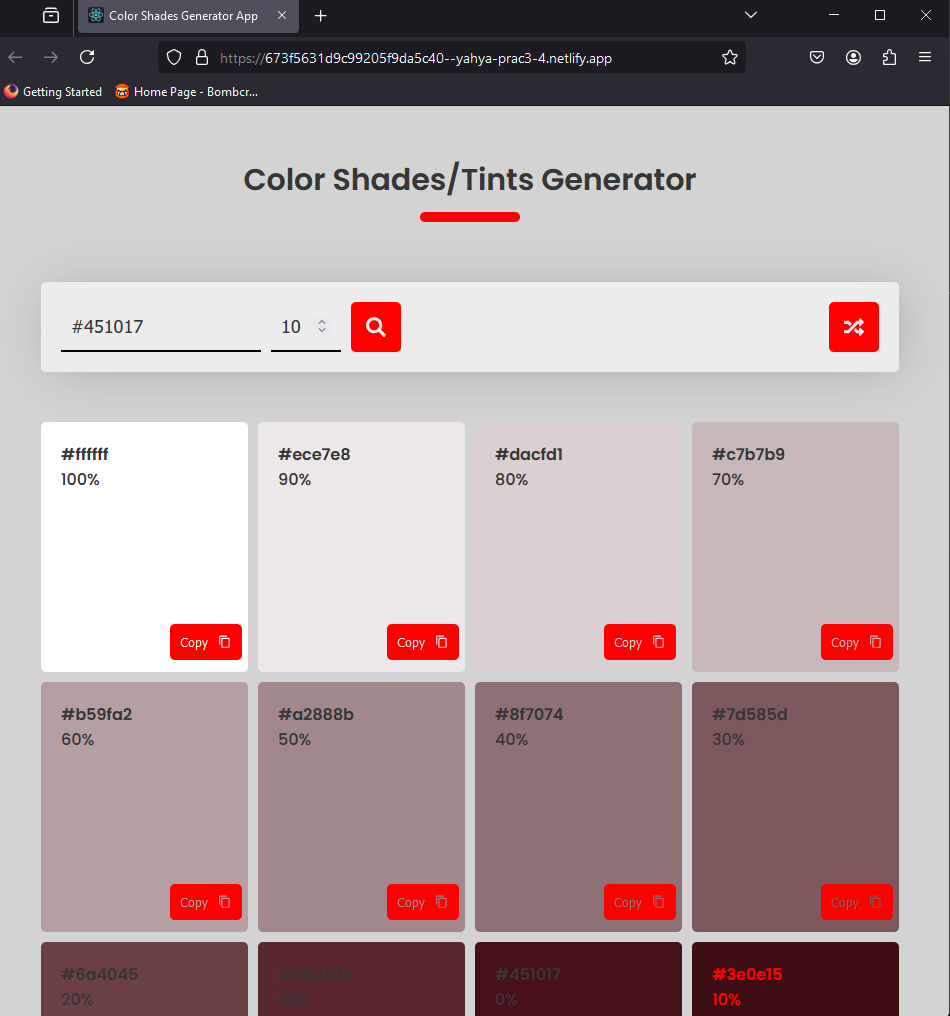 Color Shades Generator App
https://673f5631d9c99205f9da5c40--yahya-prac3-4.netlify.app
Getting Started
Home Page - Bombcr...
Color Shades/Tints Generator
#451017
10
#ffffff
100%
Copy
#ece7e8
90%
Copy
#dacfd1
80%
Copy
#c7b7b9
70%
Copy
#b59fa2
60%
Copy
#a2888b
50%
Copy
#8f7074
40%
Copy
#7d585d
30%
Copy
#6a4045
20%
10%
#451017
0%
#3e0e15
10%